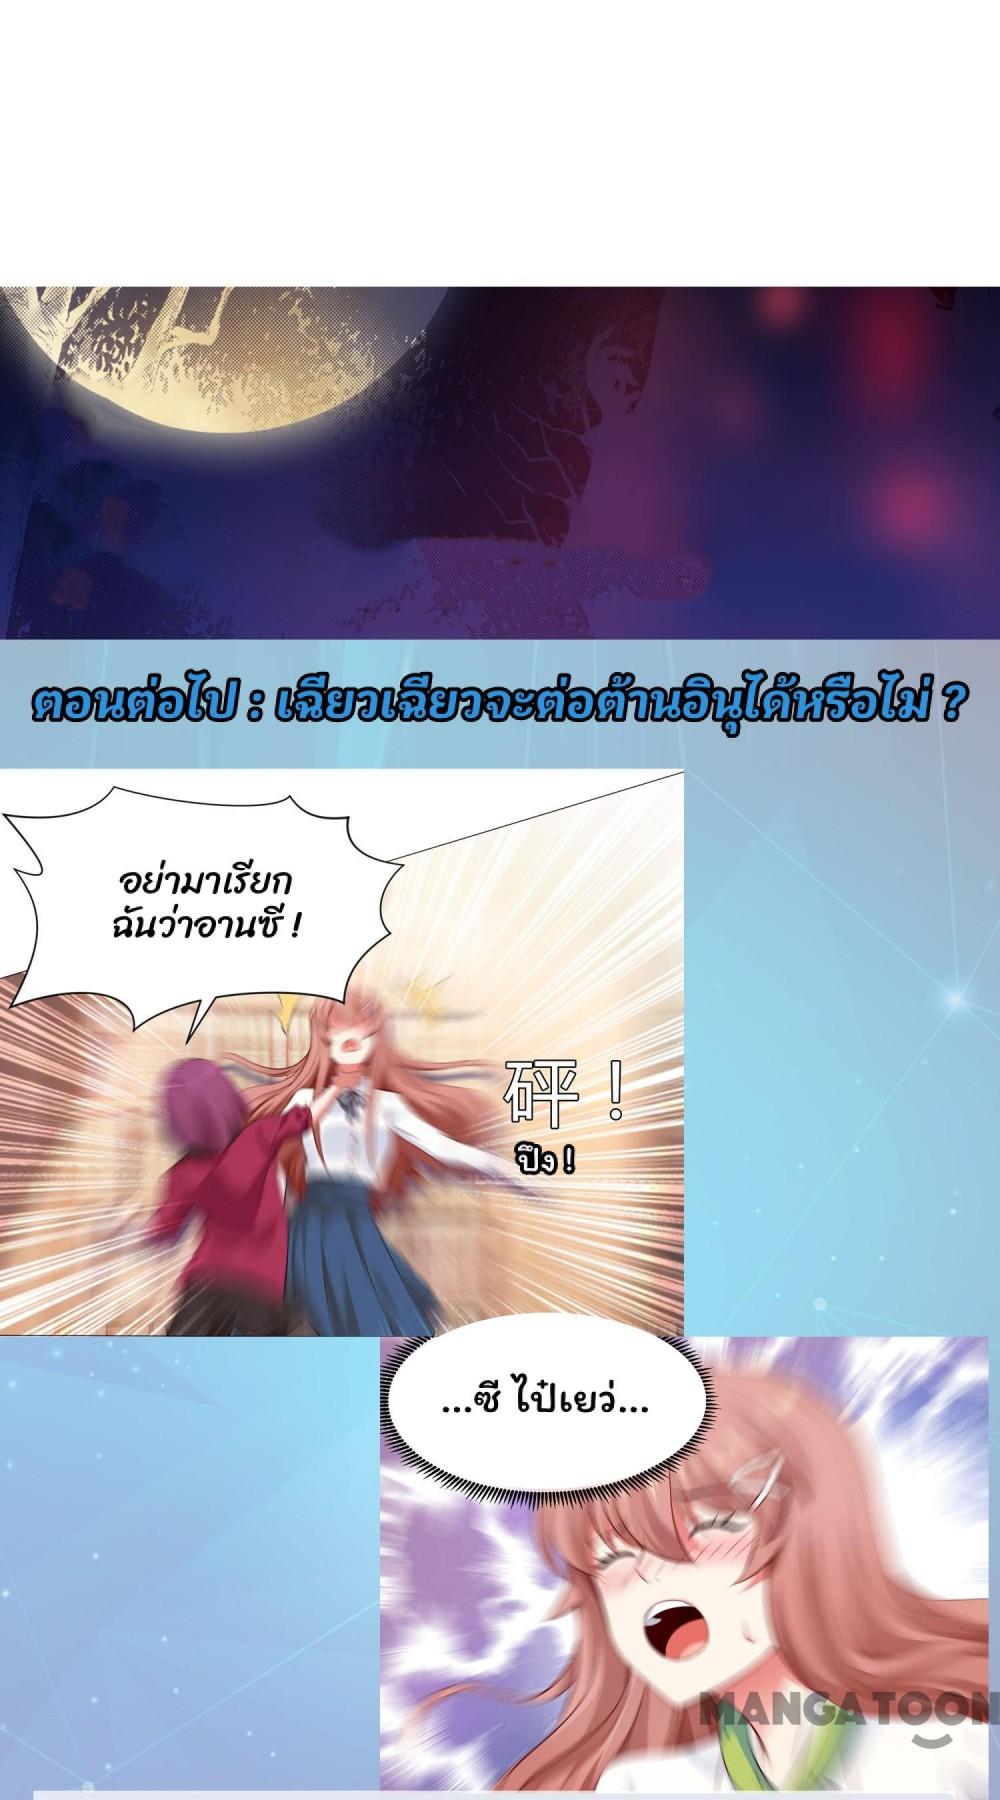 ตอนต่อไป : เฉียวเฉียวจะต่อต้านอินุได้หรือไม่ ?
อย่ามาเรียก
ฉันว่าอานซี !
砰！
ปึง !
...ซี ไป๋เยว่...
MANGATOON